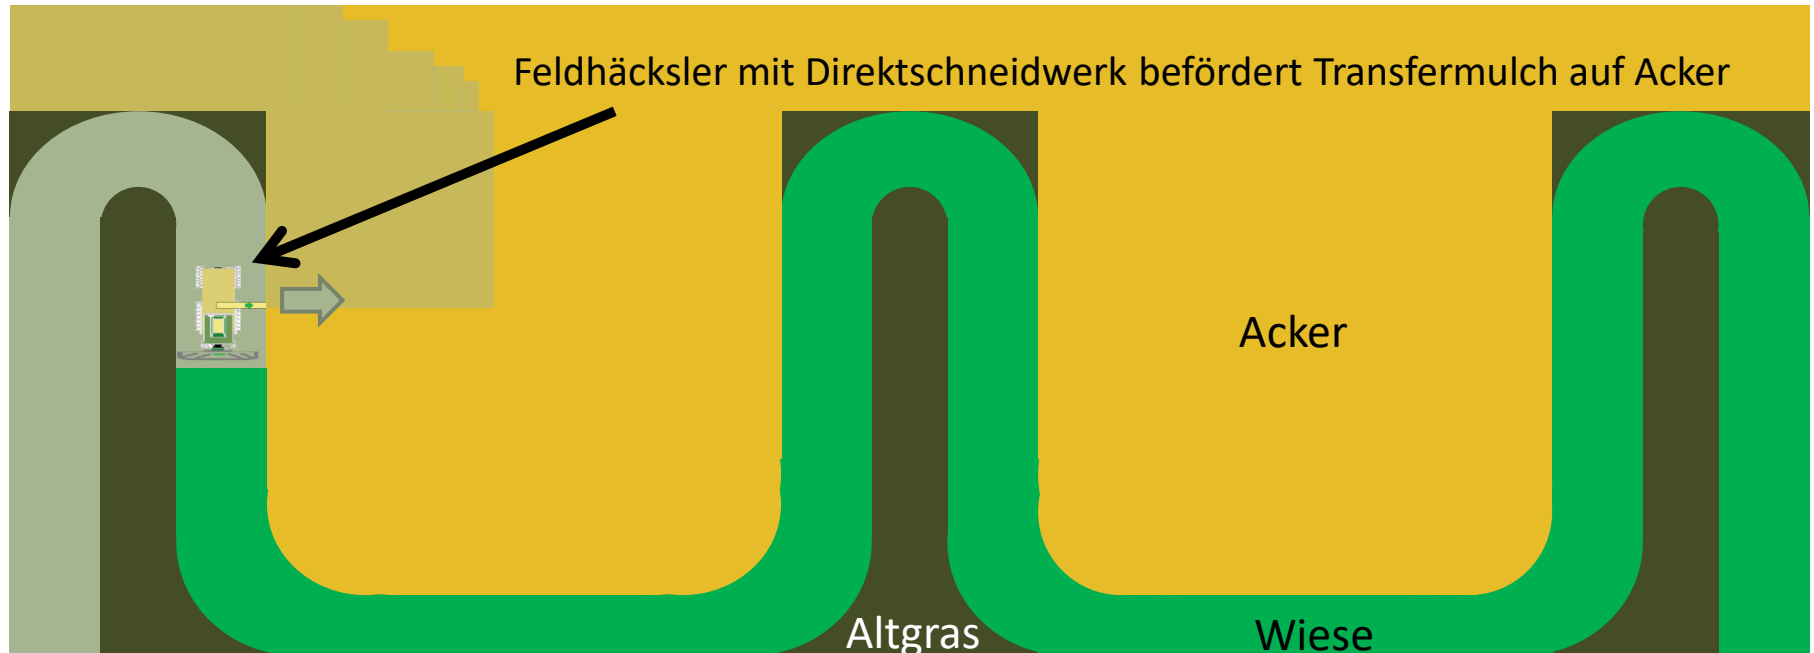 Feldhäcksler mit Direktschneidwerk befördert Transfermulch auf Acker
Acker
Altgras
Wiese